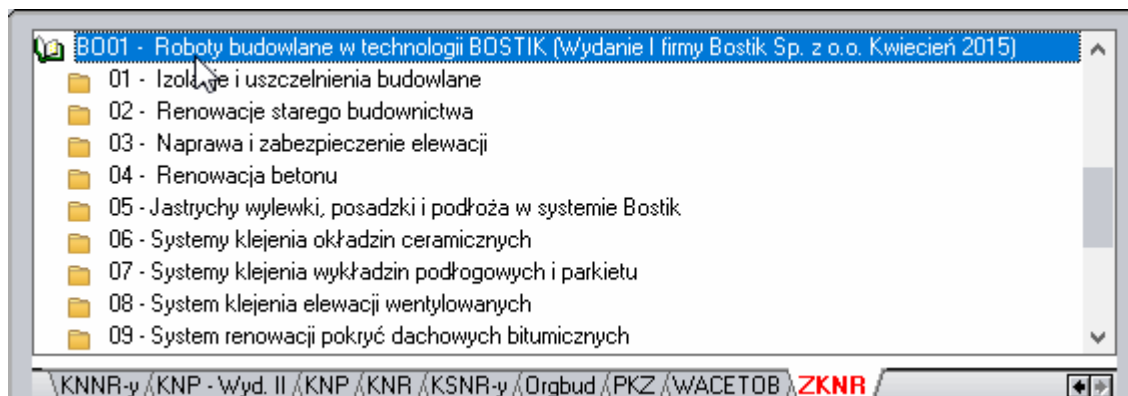 BO01 - Roboty budowlane w technologii BOSTIK (Wydanie I firmy Bostik Sp. z o.o. Kwiecień 2015)
01 - Izolacje i uszczelnienia budowlane
02 - Renowacje starego budownictwa
03 - Naprawa i zabezpieczenie elewacji
04 - Renowacja betonu
05 - Jastrychy wylewki, posadzki i podłoża w systemie Bostik
06 - Systemy klejenia okładzin ceramicznych
07 - Systemy klejenia wykładzin podłogowych i parkietu
08 - System klejenia elewacji wentylowanych
09 - System renowacji pokryć dachowych bitumicznych
KNNR-y KNP - Wyd. II KNP KNR KSNR-y Orgbud PKZ WACETOB ZKNR